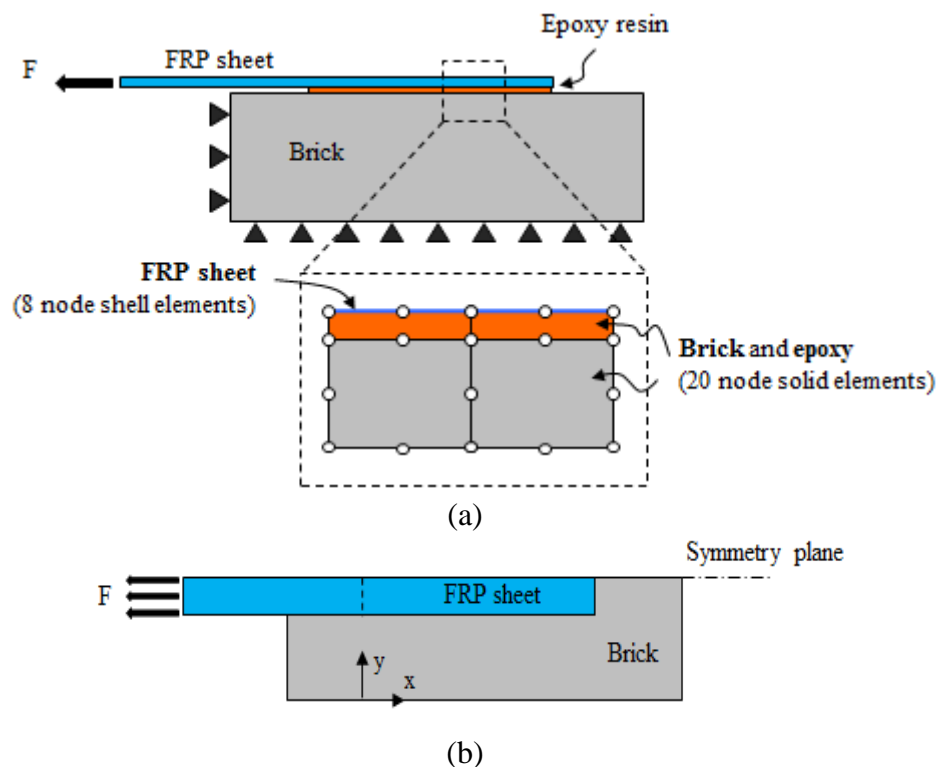 Epoxy resin
FRP sheet
F
Brick
FRP sheet
(8 node shell elements)
Brick and epoxy
(20 node solid elements)
(a)
Symmetry plane
F
FRP sheet
Brick
y
x
(b)